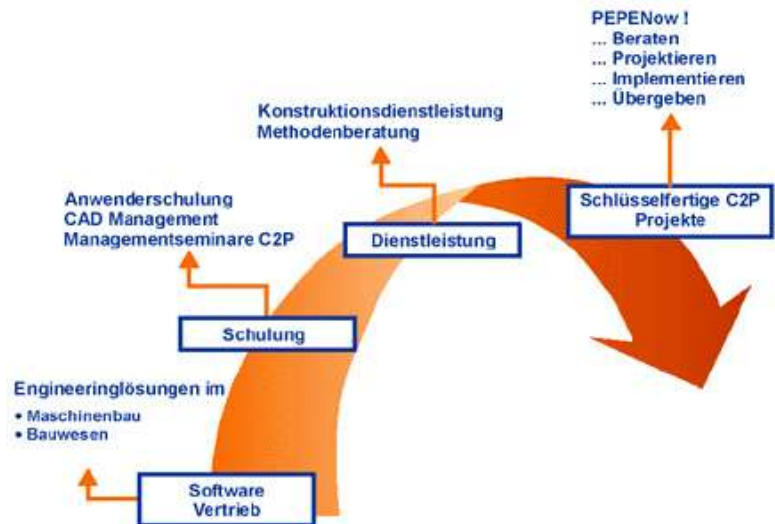 PEPENow !
... Beraten
... Projektieren
... Implementieren
... Übergeben
Schlüsselfertige C2P
Projekte
Konstruktionsdienstleistung
Methodenberatung
Dienstleistung
Anwenderschulung
CAD Management
Managementseminare C2P
Schulung
Engineeringlösungen im
• Maschinenbau
• Bauwesen
Software
Vertrieb